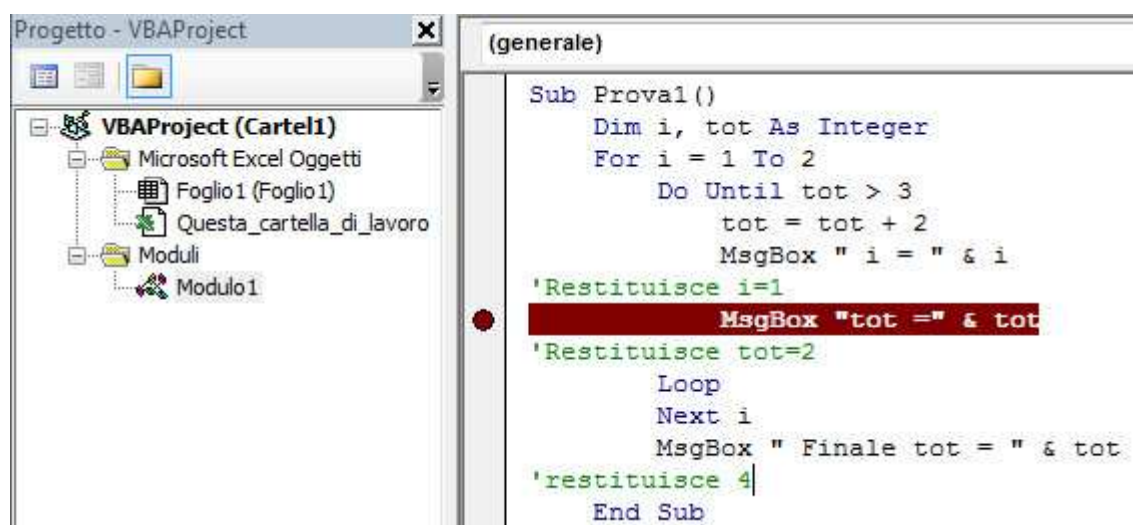 Progetto - VBAProject
VBAProject (Cartel1)
Microsoft Excel Oggetti
Foglio1 (Foglio1)
Questa_cartella_di_lavoro
Moduli
Modulo1
(generale)
Sub Prova1()
Dim i, tot As Integer
For i = 1 To 2
Do Until tot > 3
tot = tot + 2
MsgBox " i = " & i
'Restituisce i=1
MsgBox "tot =" & tot
'Restituisce tot=2
Loop
Next i
MsgBox " Finale tot = " & tot
'restituisce 4
End Sub